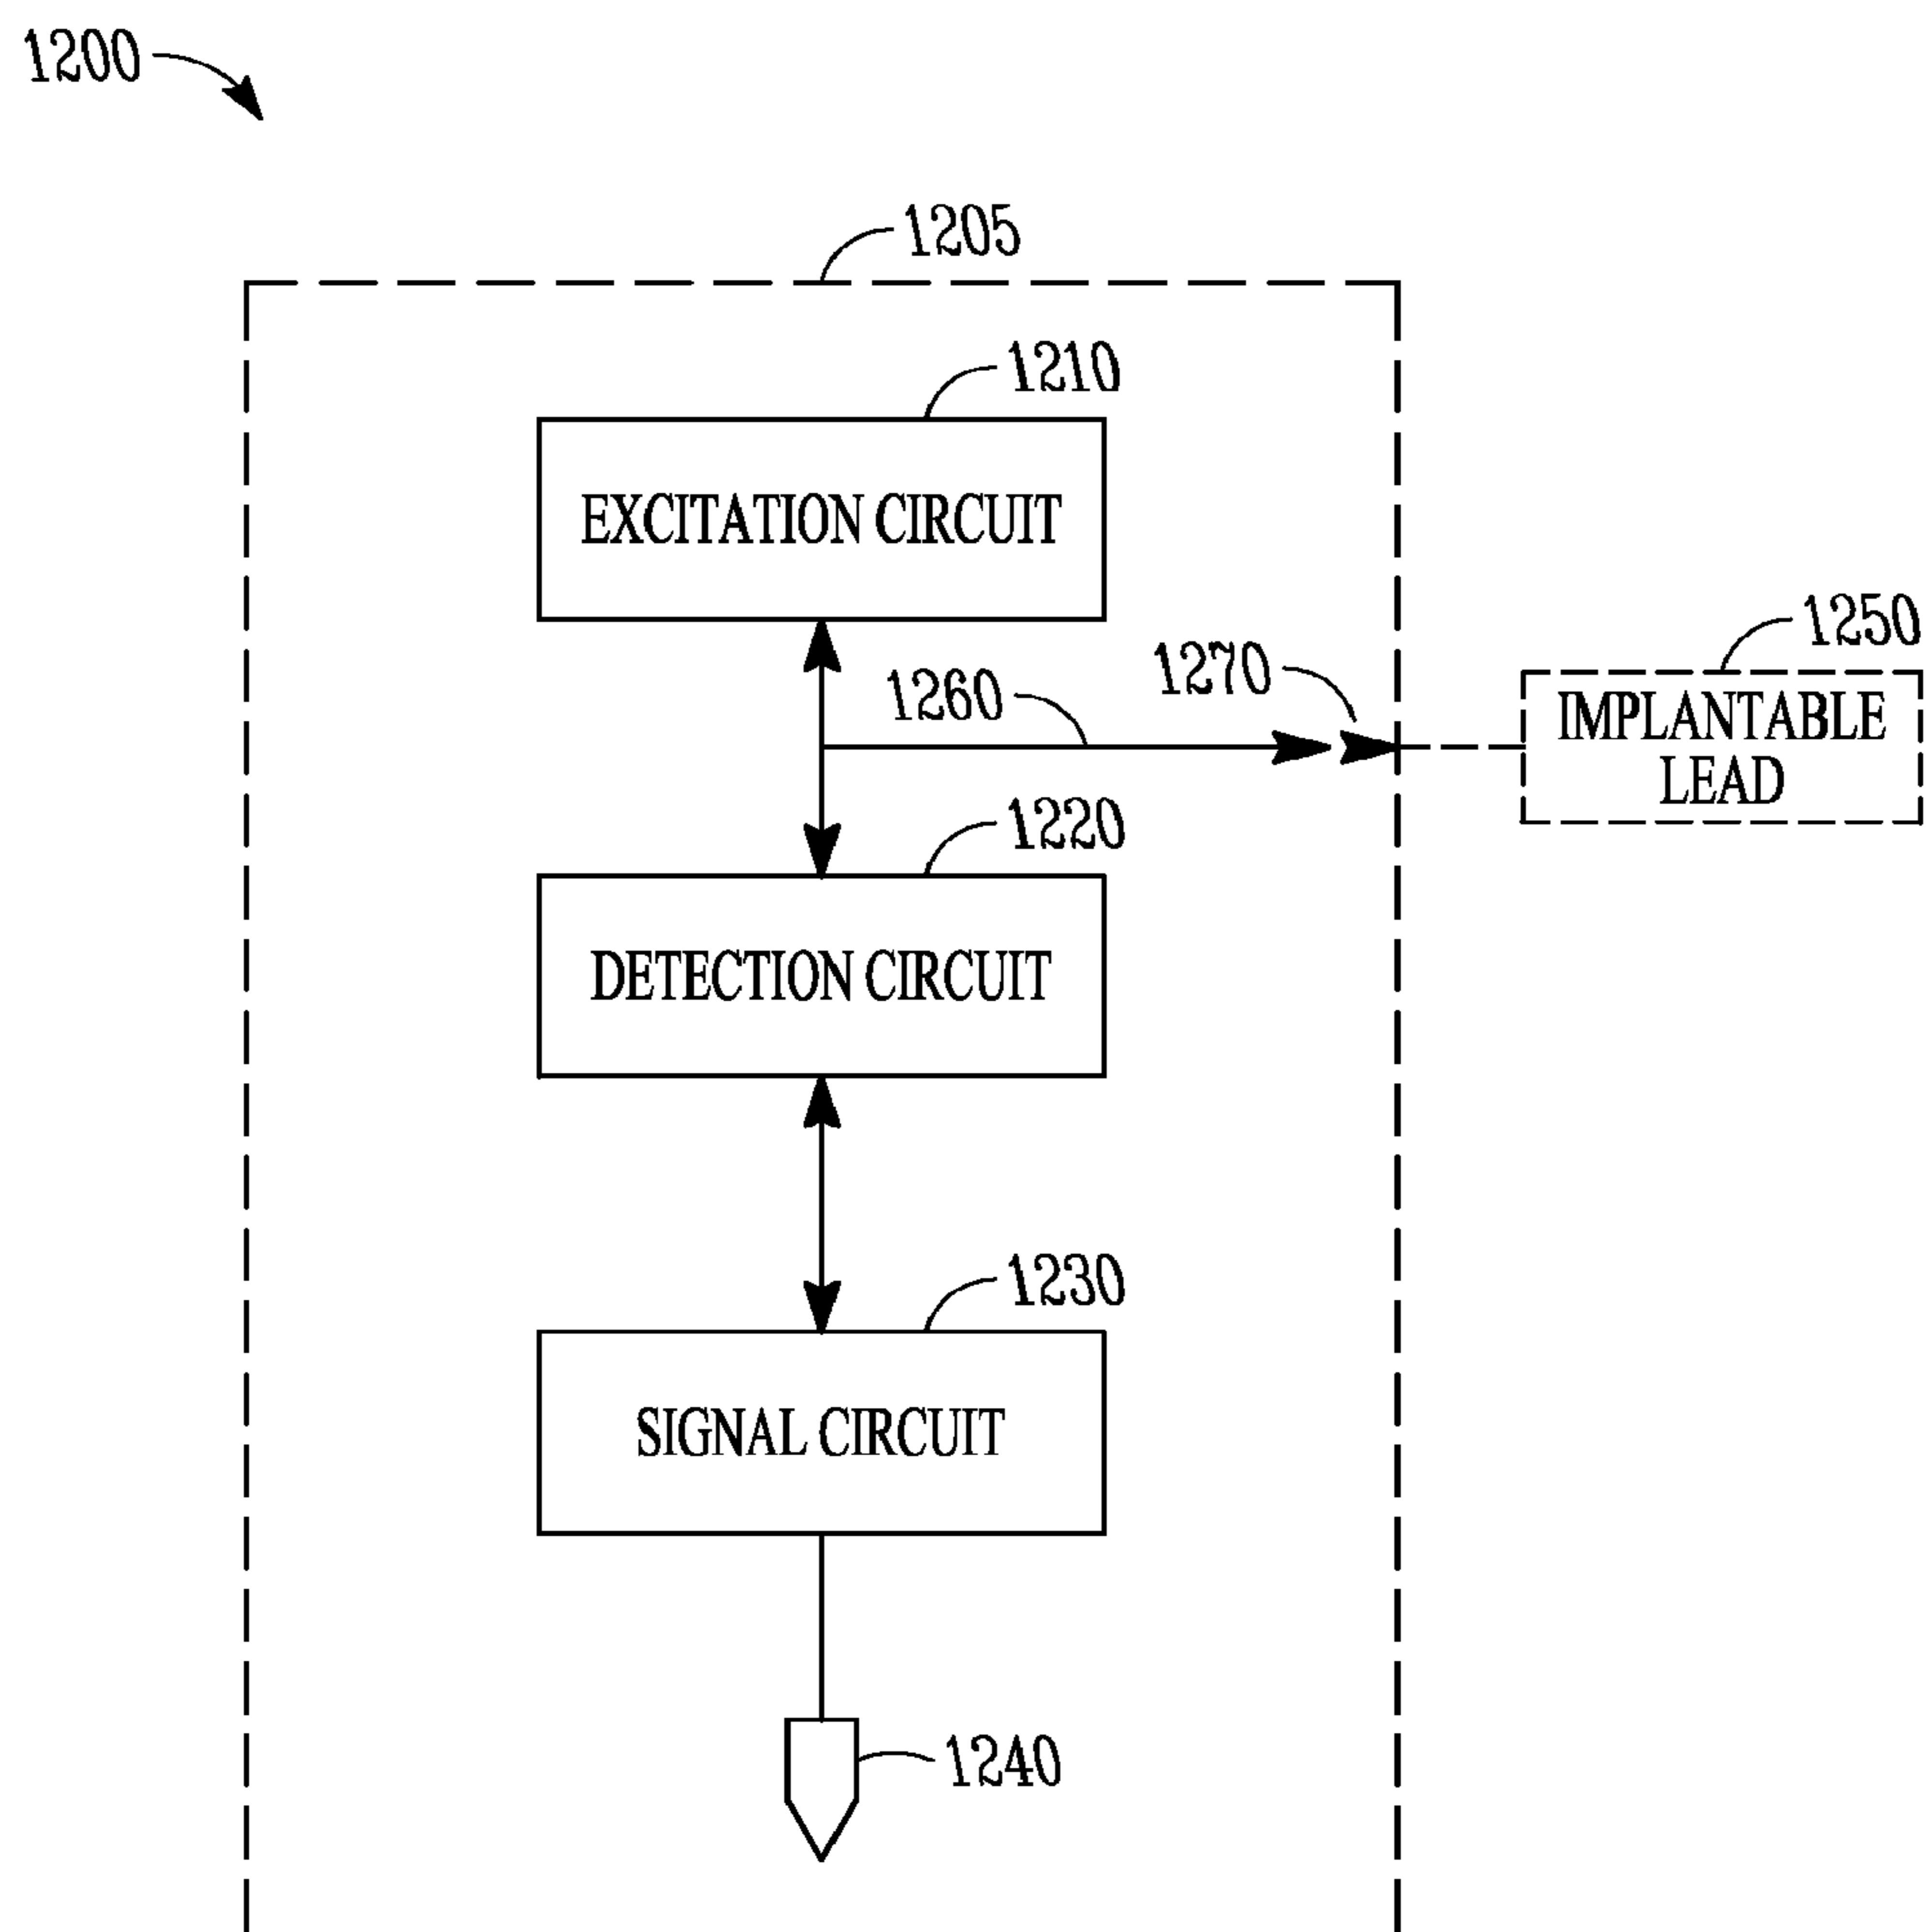 1200
1205
1210
EXCITATION CIRCUIT
1250
1270
1260
IMPLANTABLE
LEAD
1220
DETECTION CIRCUIT
1230
SIGNAL CIRCUIT
1240